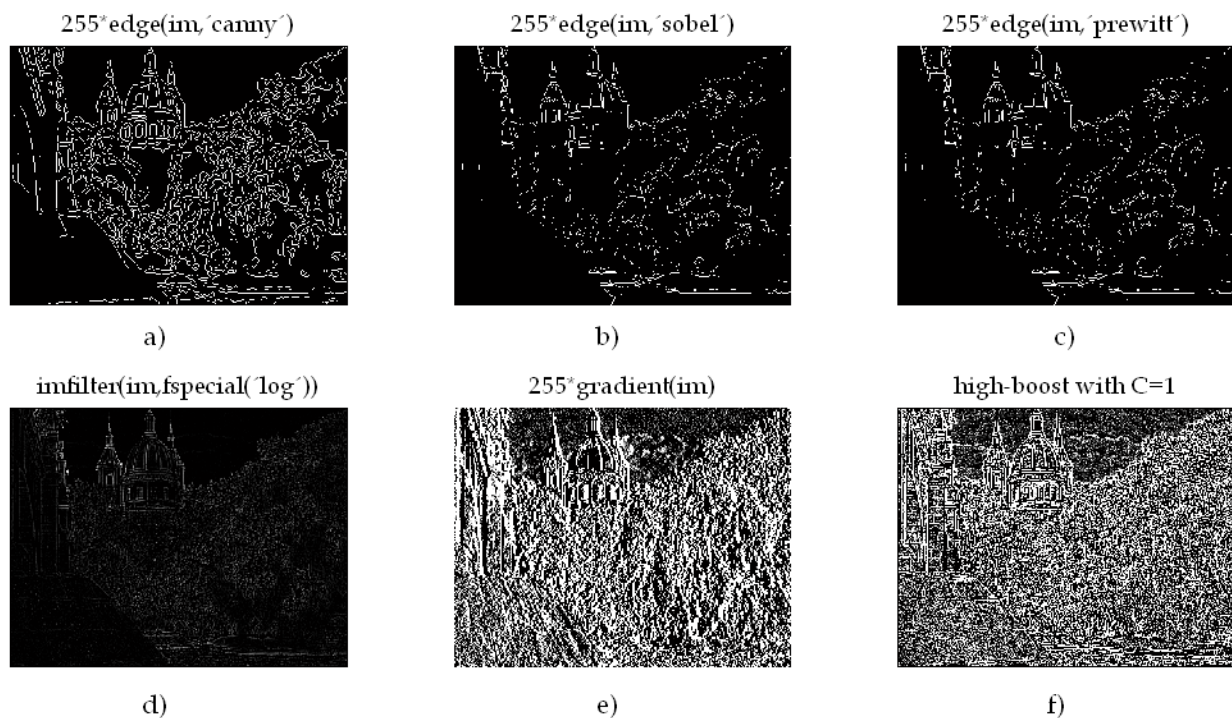 255*edge(im,´canny´)
255*edge(im,´sobel´)
255*edge(im,´prewitt´)
a)
b)
c)
imfilter(im,fspecial(´log´))
255*gradient(im)
high-boost with C=1
d)
e)
f)